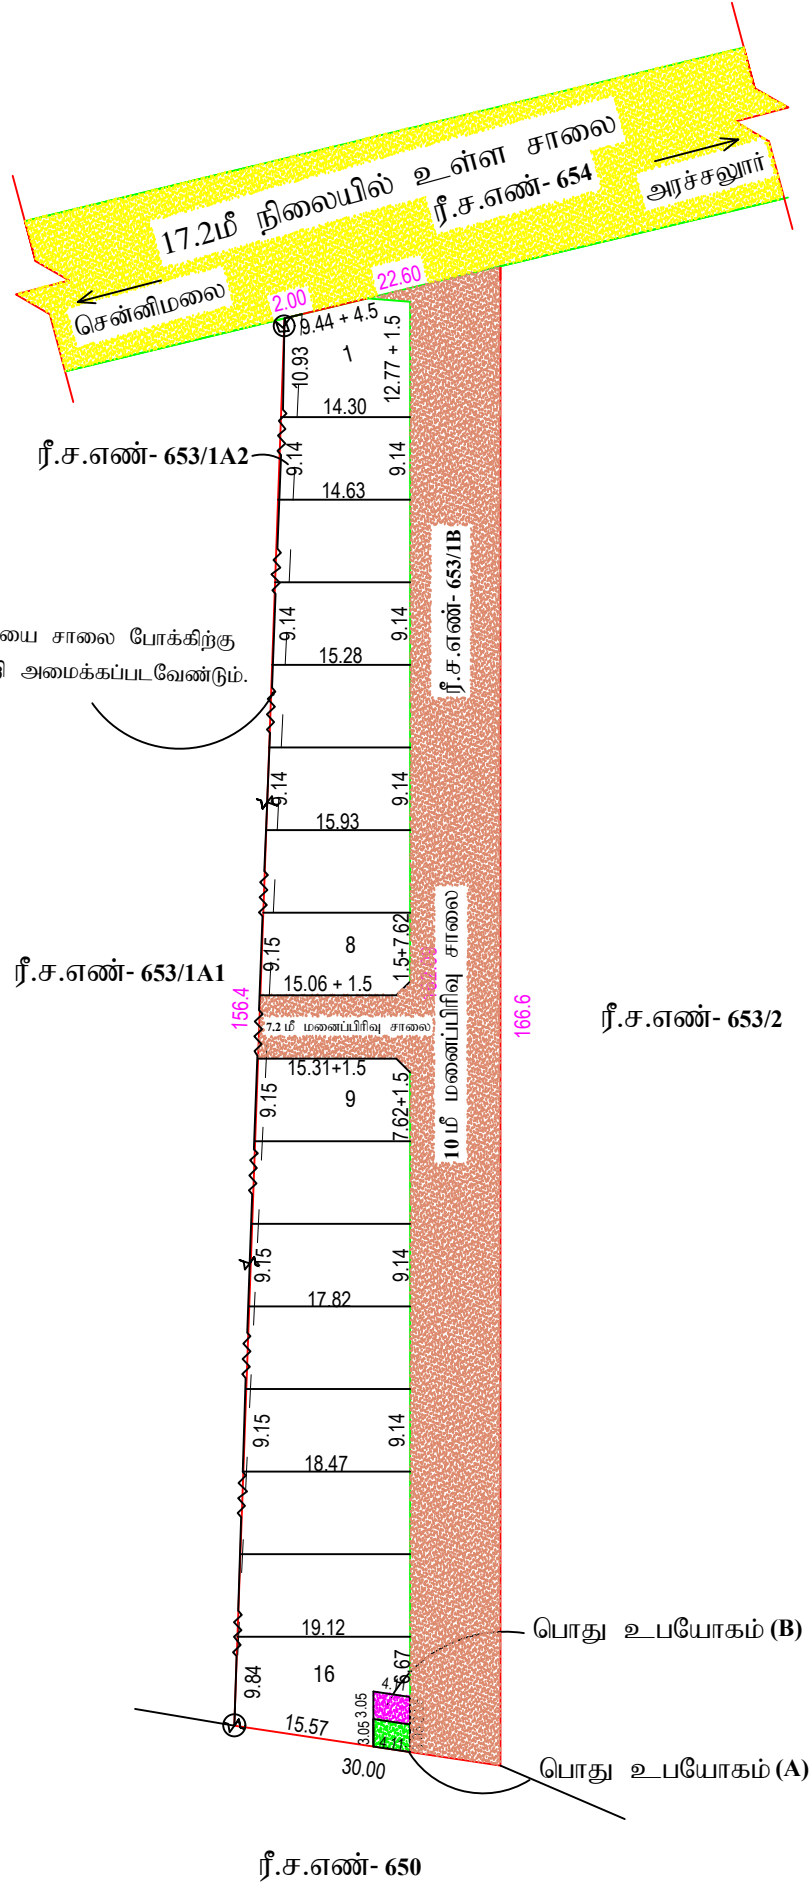 17.2மீ நிலையில் உள்ள சாலை
ரீ.ச.எண்- 654
அரச்சலூர்
சென்னிமலை
2.00
22.60
9.44 + 4.5
1
10.93
12.77 + 1.5
14.30
ரீ.ச.எண்- 653/1A2
9.14
9.14
14.63
ரீ.ச.எண்- 653/1B
யை சாலை போக்கிற்கு
அமைக்கப்படவேண்டும்.
9.14
9.14
15.28
9.14
9.14
15.93
8
9.15
1.5+7.62
15.06 + 1.5
ரீ.ச.எண்- 653/1A1
156.4
7.2 மீ மனைப்பிரிவு சாலை
10 மீ மனைப்பிரிவு சாலை
166.6
ரீ.ச.எண்- 653/2
15.31+1.5
9
9.15
7.62+1.5
9.15
9.14
17.82
9.15
9.14
18.47
19.12
16
9.84
6.67
பொது உபயோகம் (B)
3.05
3.05
4.11
15.57
30.00
பொது உபயோகம் (A)
ரீ.ச.எண்- 650